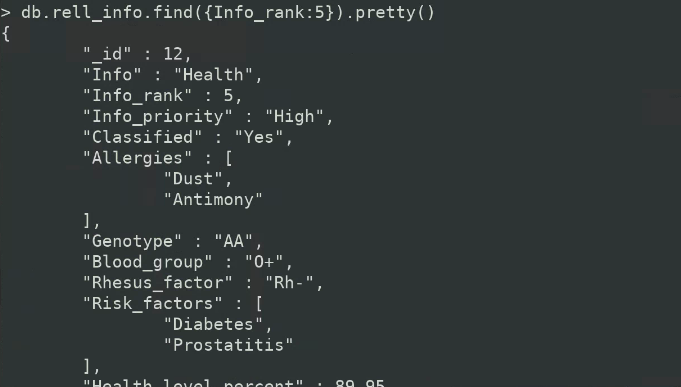 > db.rell_info.find({Info_rank:5}).pretty()
{
"_id" : 12,
"Info" : "Health",
"Info_rank" : 5,
"Info_priority" : "High",
"Classified" : "Yes",
"Allergies" : [
"Dust",
"Antimony"
],
"Genotype" : "AA",
"Blood_group" : "O+",
"Rhesus_factor" : "Rh-",
"Risk_factors" : [
"Diabetes",
"Prostatitis"
],
"Health_level_percent" : 89.95